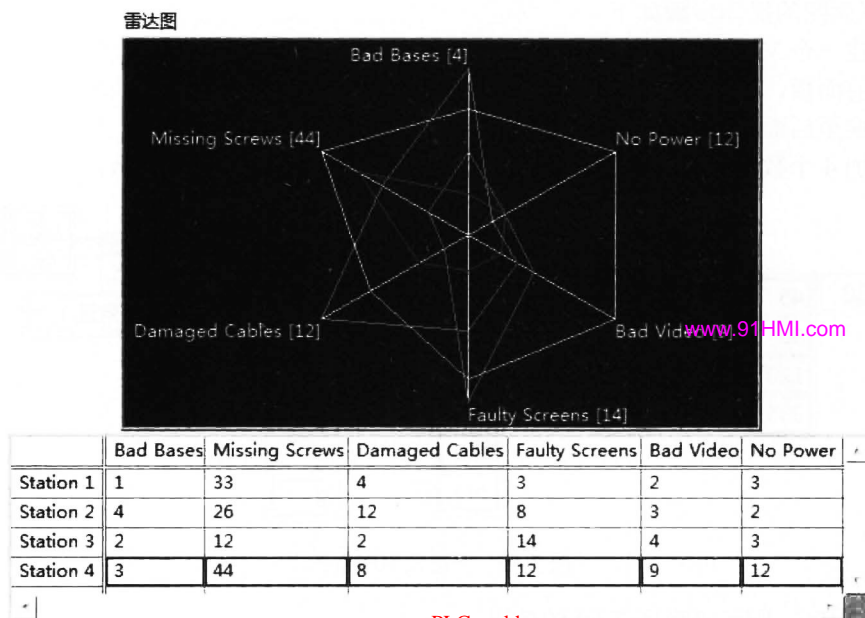 雷达图
Bad Bases [4]
Missing Screws [44]
No Power [12]
Damaged Cables [12]
Bad Video [9]
www.91HMI.com
Faulty Screens [14]
Bad Bases Missing Screws Damaged Cables Faulty Screens Bad Video No Power
Station 1 1 33 4 3 2 3
Station 2 4 26 12 8 3 2
Station 3 2 12 2 14 4 3
Station 4 3 44 8 12 9 12